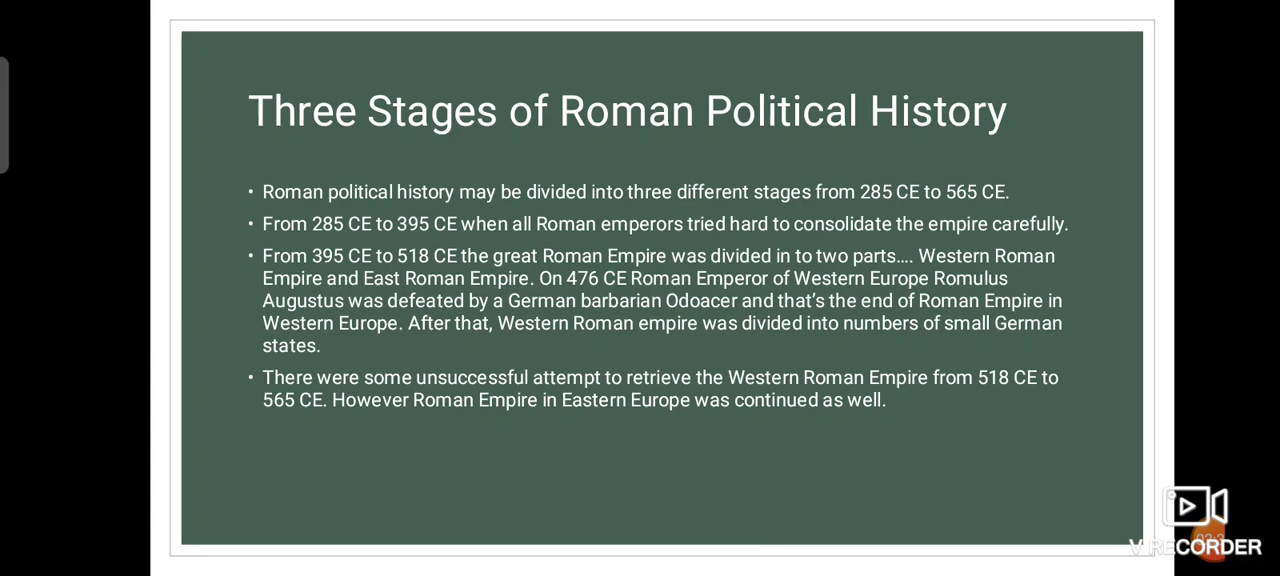 Three Stages of Roman Political History
• Roman political history may be divided into three different stages from 285 CE to 565 CE.
• From 285 CE to 395 CE when all Roman emperors tried hard to consolidate the empire carefully.
• From 395 CE to 518 CE the great Roman Empire was divided in to two parts.... Western Roman
Empire and East Roman Empire. On 476 CE Roman Emperor of Western Europe Romulus
Augustus was defeated by a German barbarian Odoacer and that's the end of Roman Empire in
Western Europe. After that, Western Roman empire was divided into numbers of small German
states.
• There were some unsuccessful attempt to retrieve the Western Roman Empire from 518 CE to
565 CE. However Roman Empire in Eastern Europe was continued as well.
V RECORDER